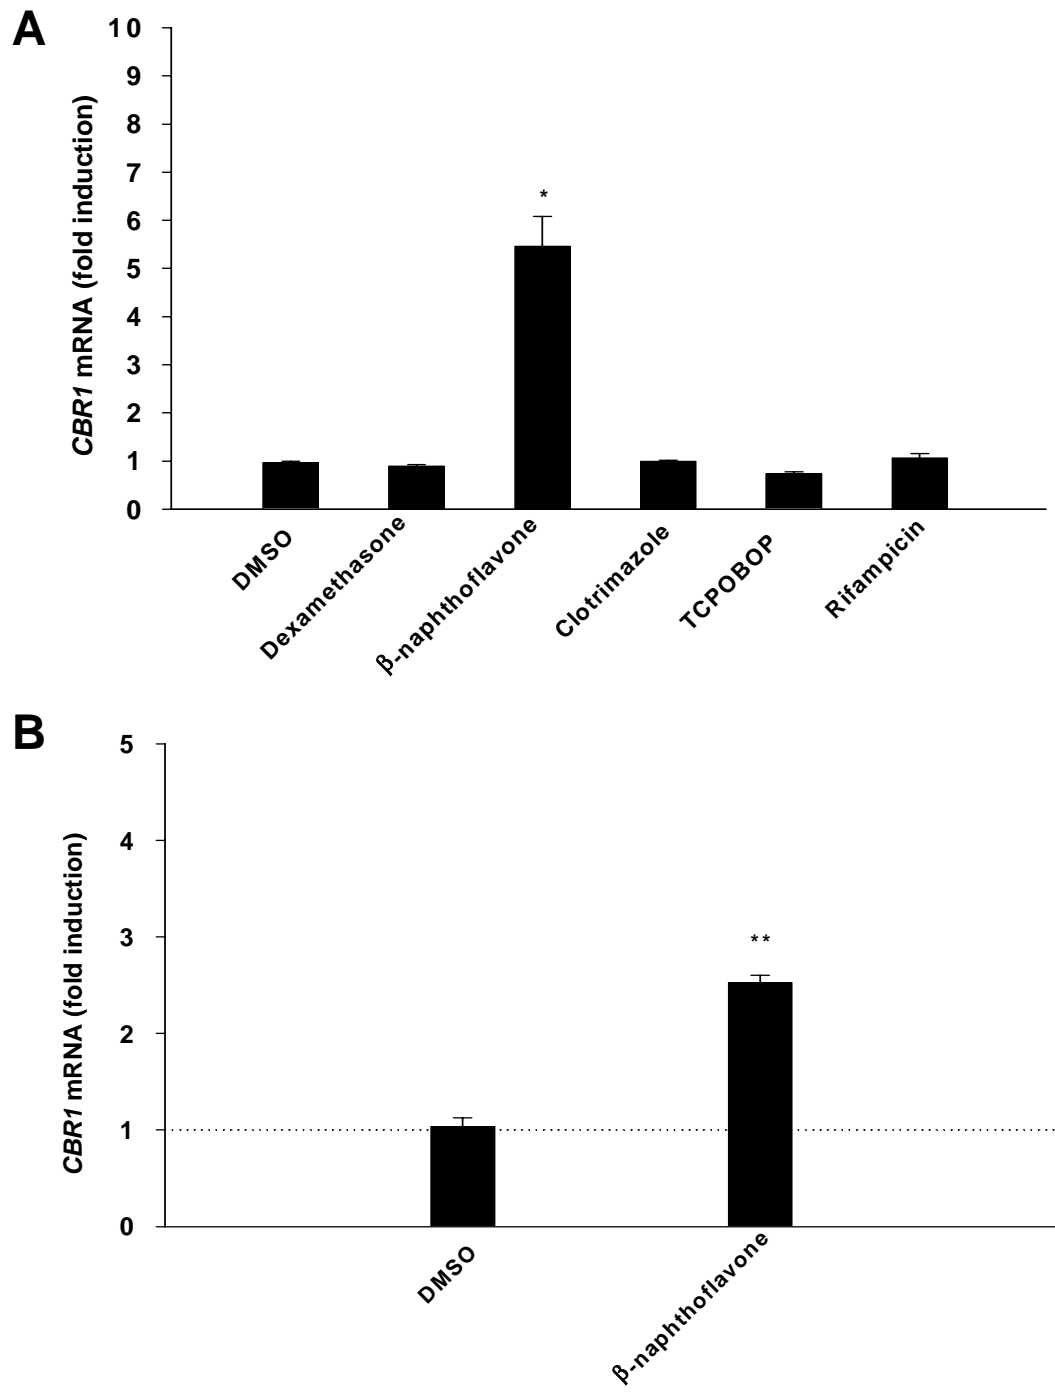 A
CBR1 mRNA (fold induction)
10
9
8
7
6
5
4
3
2
1
0
*
DMSO
Dexamethasone
β-naphthoflavone
Clotrimazole
TCPOBOP
Rifampicin
B
CBR1 mRNA (fold induction)
5
4
3
2
1
0
**
DMSO
β-naphthoflavone